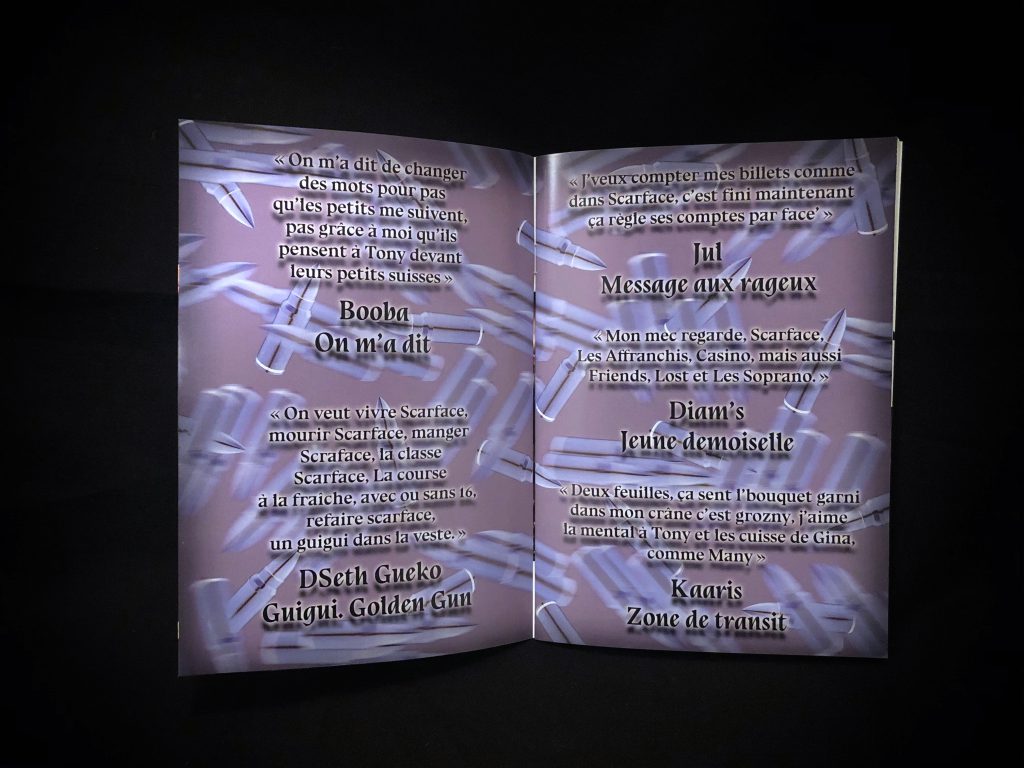 « On m'a dit de changer
des mots pour pas
qu'les petits me suivent,
pas grâce à moi qu'ils
pensent à Tony devant
leurs petits suisses »
Booba
On m'a dit
« On veut vivre Scarface,
mourir Scarface, manger
Scraface, la classe
Scarface, La course
à la fraîche, avec ou sans 16,
refaire scarface,
un guigui dans la veste. »
DSeth Gueko
Guigui. Golden Gun
« J'veux compter mes billets comme
dans Scarface, c'est fini maintenant
ça règle ses comptes par face' »
Jul
Message aux rageux
« Mon mec regarde, Scarface,
Les Affranchis, Casino, mais aussi
Friends, Lost et Les Soprano. »
Diam's
Jeune demoiselle
« Deux feuilles, ça sent l'bouquet garni
dans mon crâne c'est grozny, j'aime
la mental à Tony et les cuisse de Gina,
comme Many »
Kaaris
Zone de transit